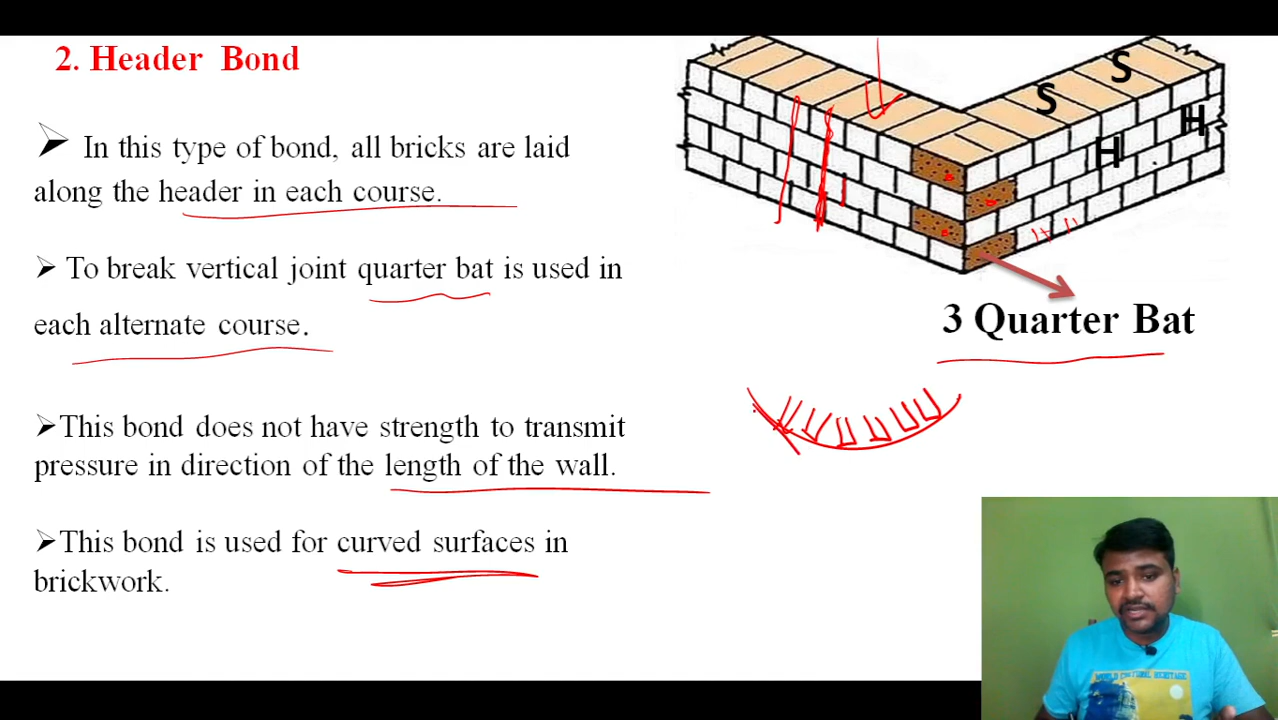 2. Header Bond
In this type of bond, all bricks are laid
along the header in each course.
To break vertical joint quarter bat is used in
each alternate course.
This bond does not have strength to transmit
pressure in direction of the length of the wall.
This bond is used for curved surfaces in
brickwork.
S
S
H
H
3 Quarter Bat
WORLD CULTURAL HERITAGE